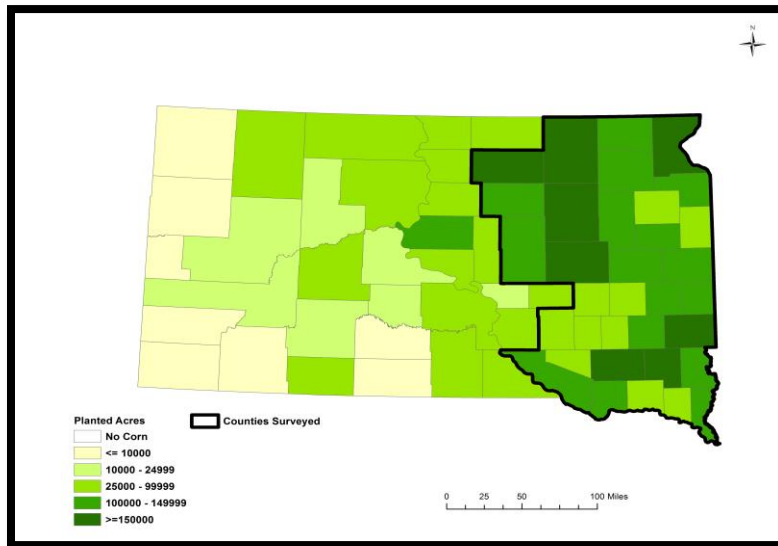 N
Planted Acres
Counties Surveyed
No Corn
<= 10000
10000 - 24999
25000 - 99999
100000 - 149999
>=150000
0 25 50 100 Miles